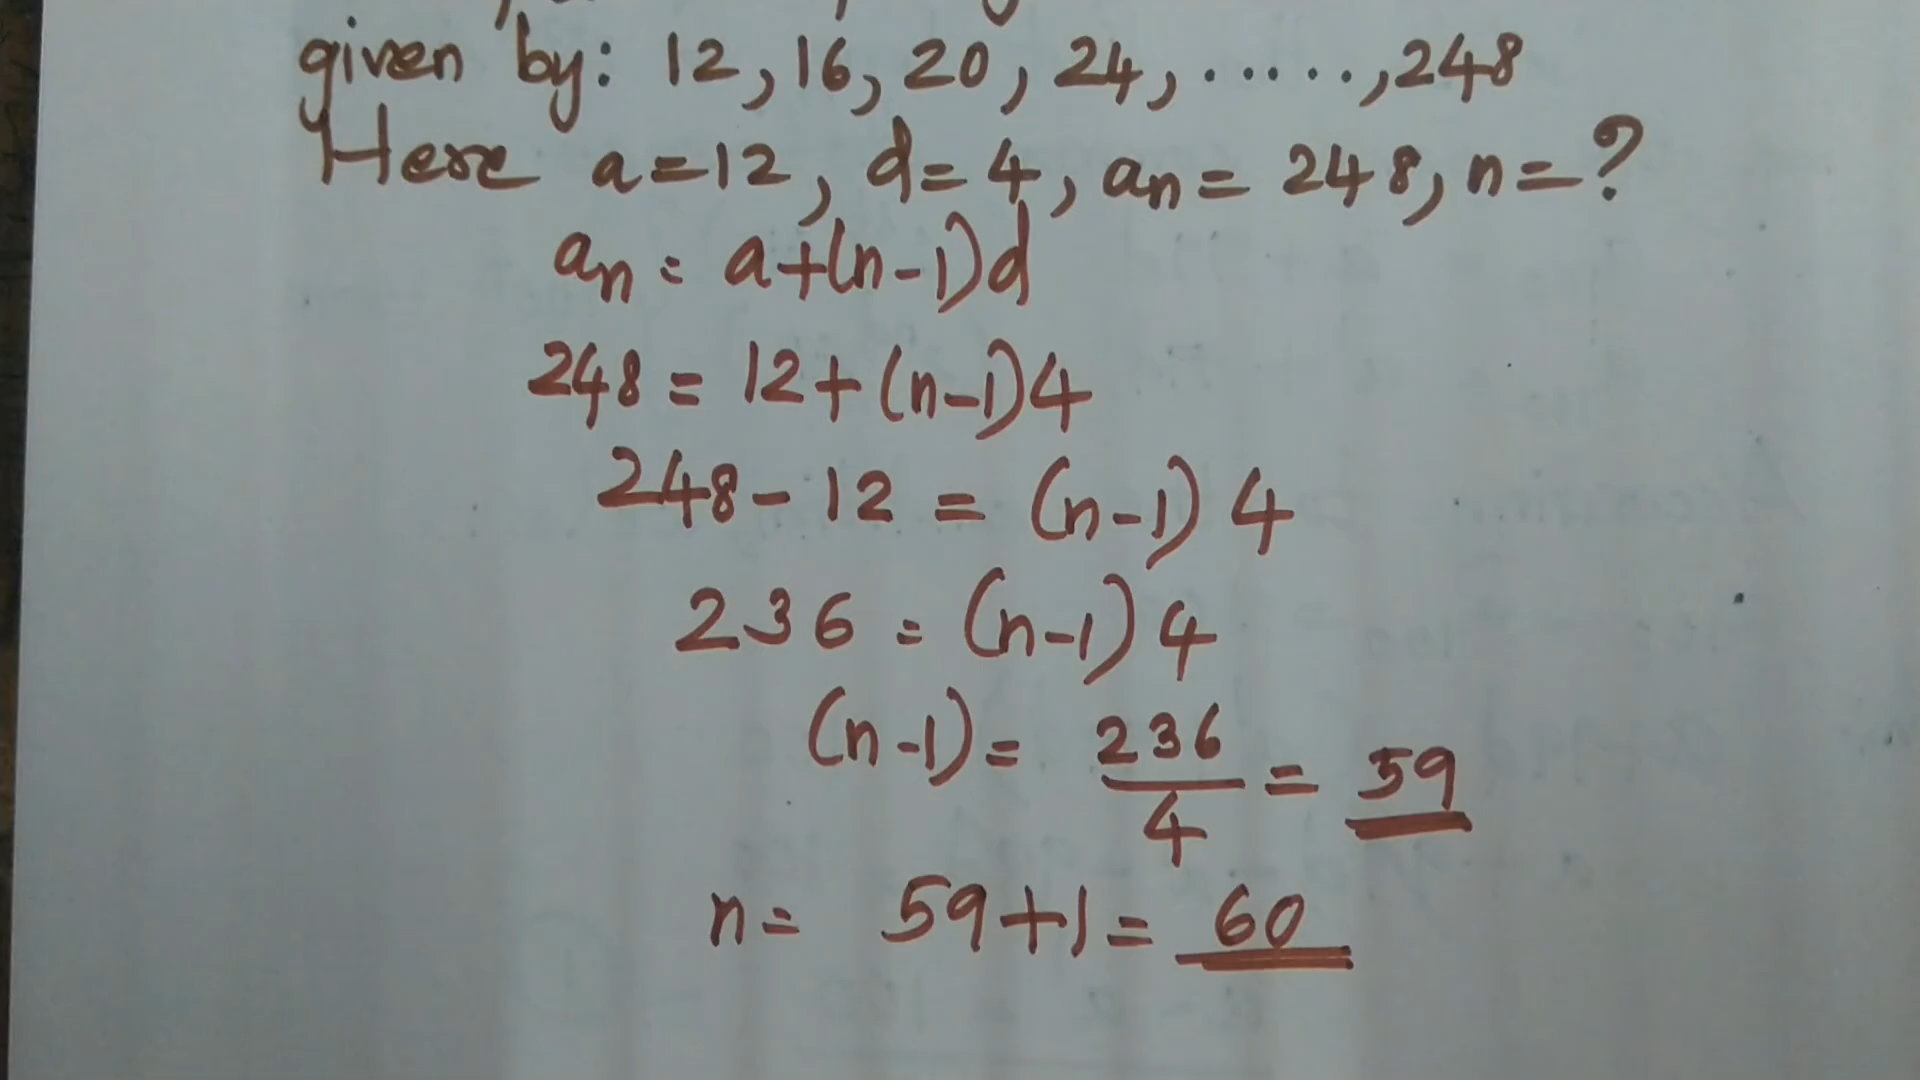 given by: 12, 16, 20, 24, ......, 248
Here a=12, d=4, an= 248, n=?
an = a+(n-1)d
248 = 12+(n-1)4
248-12 = (n-1) 4
236 = (n-1) 4
(n-1) = 236/4 = 59
n = 59+1 = 60